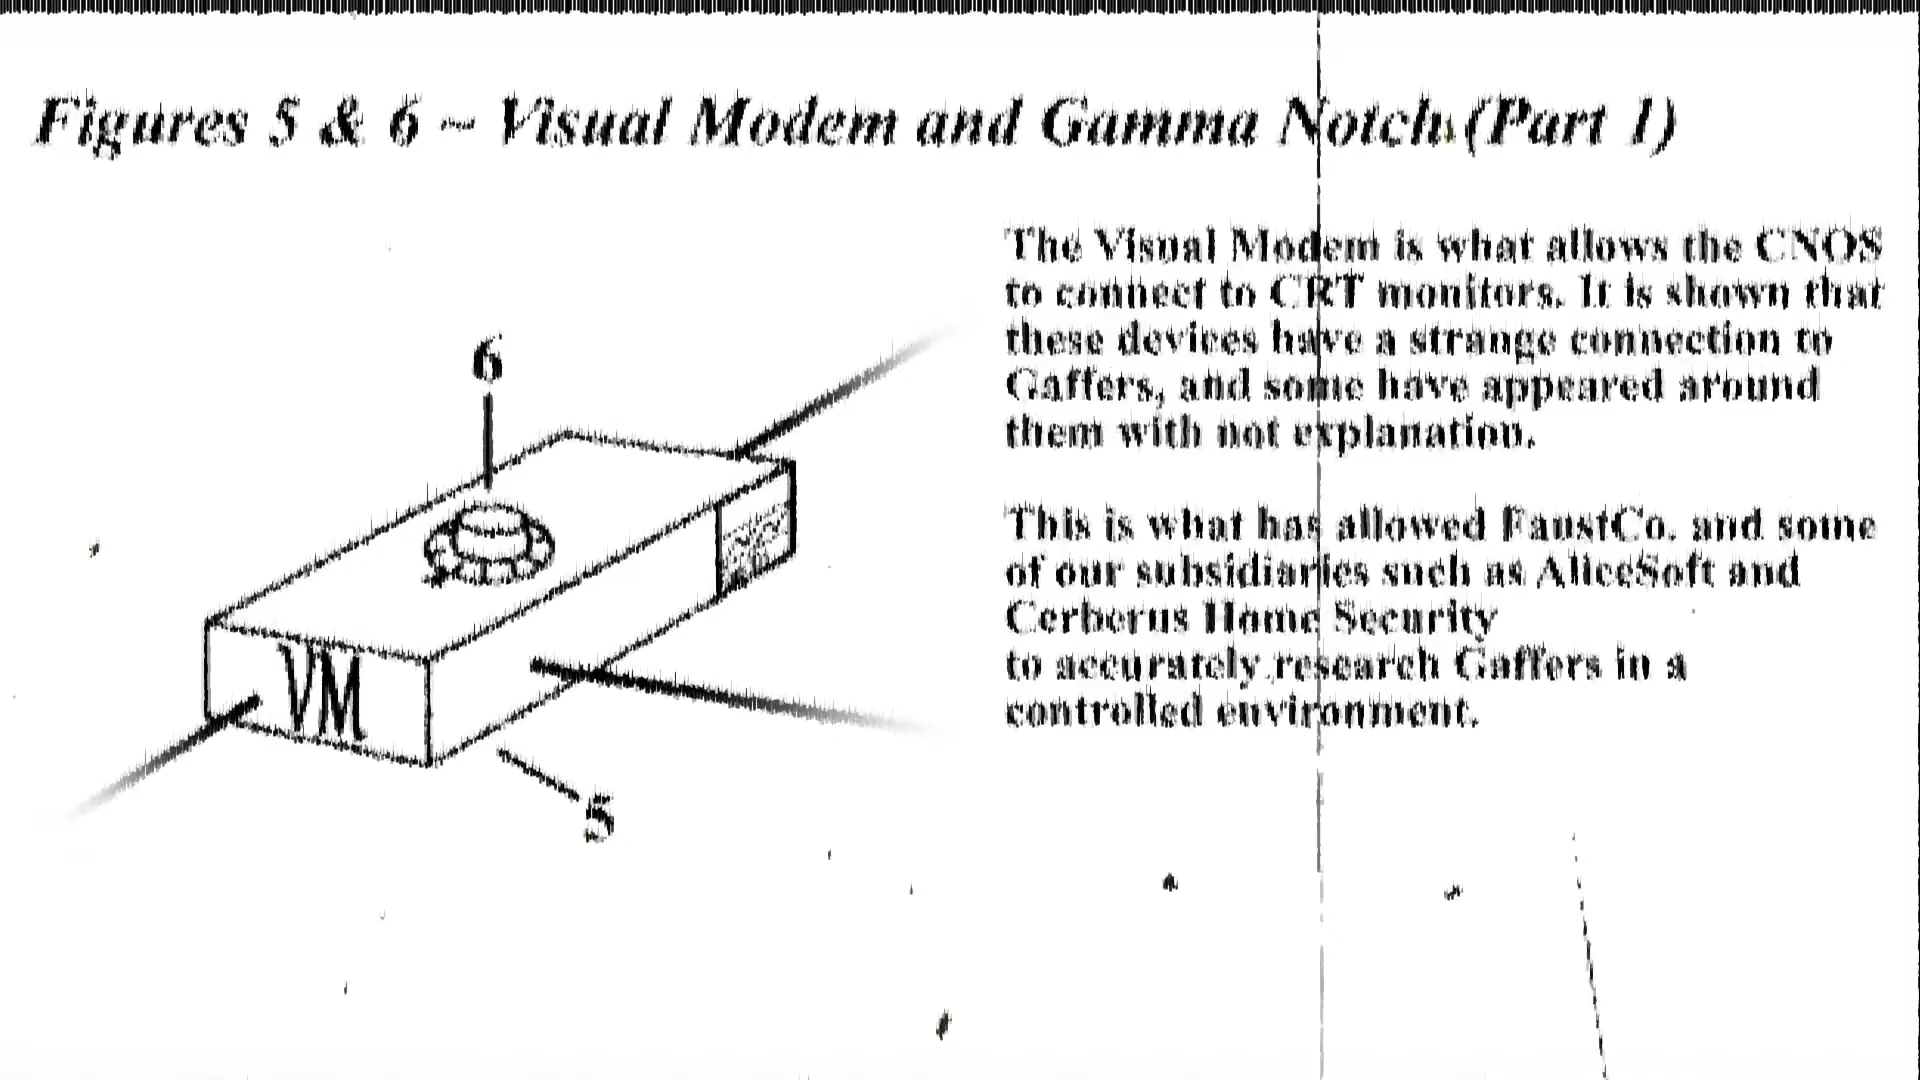 Figures 5 & 6 ~ Visual Modem and Gamma Notch (Part 1)
The Visual Modem is what allows the CNOS
to connect to CRT monitors. It is shown that
these devices have a strange connection to
Gaffers, and some have appeared around
them with not explanation.
This is what has allowed FaustCo. and some
of our subsidiaries such as AliceSoft and
Cerberus Home Security
to accurately research Gaffers in a
controlled environment.
6
VM
5